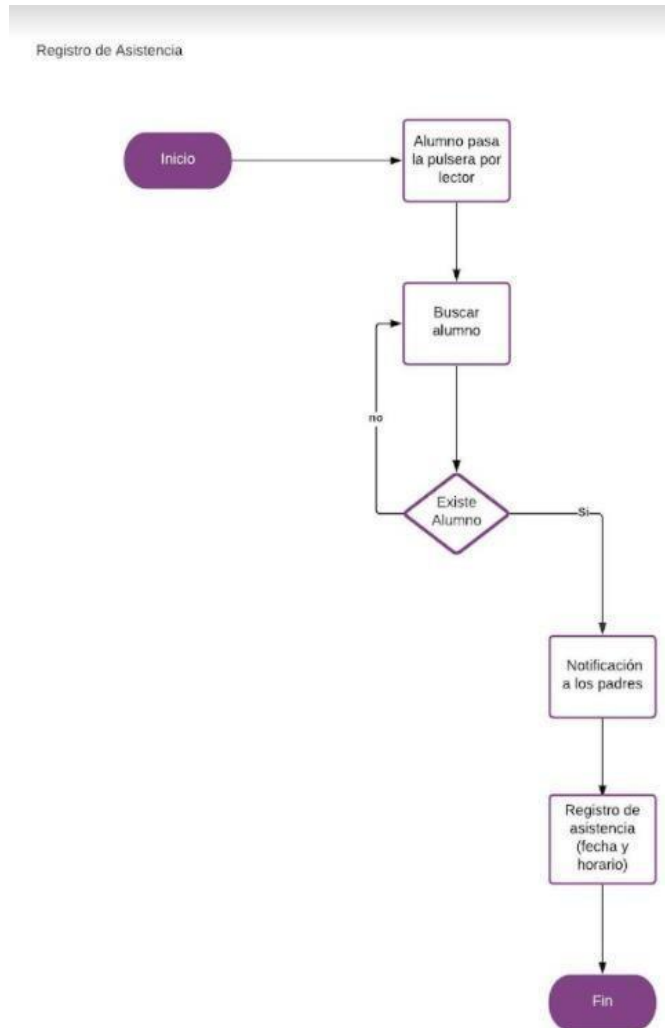 Registro de Asistencia
Inicio
Alumno pasa
la pulsera por
lector
Buscar
alumno
no
Existe
Alumno
Si
Notificación
a los padres
Registro de
asistencia
(fecha y
horario)
Fin